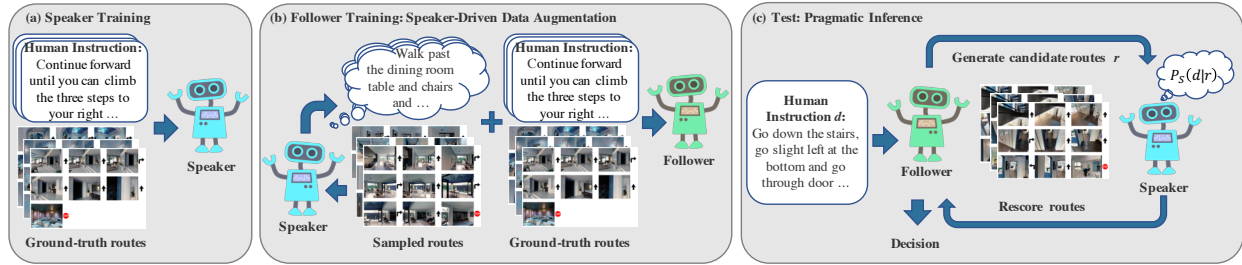 (a) Speaker Training
Human Instruction:
Continue forward
until you can climb
the three steps to
your right ...
Speaker
Ground-truth routes
(b) Follower Training: Speaker-Driven Data Augmentation
Walk past
the dining room
table and chairs
and ...
Speaker
Sampled routes
Human Instruction:
Continue forward
until you can climb
the three steps to
your right ...
Ground-truth routes
Follower
(c) Test: Pragmatic Inference
Generate candidate routes r
P_S(d|r)
Human
Instruction d:
Go down the stairs,
go slight left at the
bottom and go
through door ...
Follower
Speaker
Rescore routes
Decision